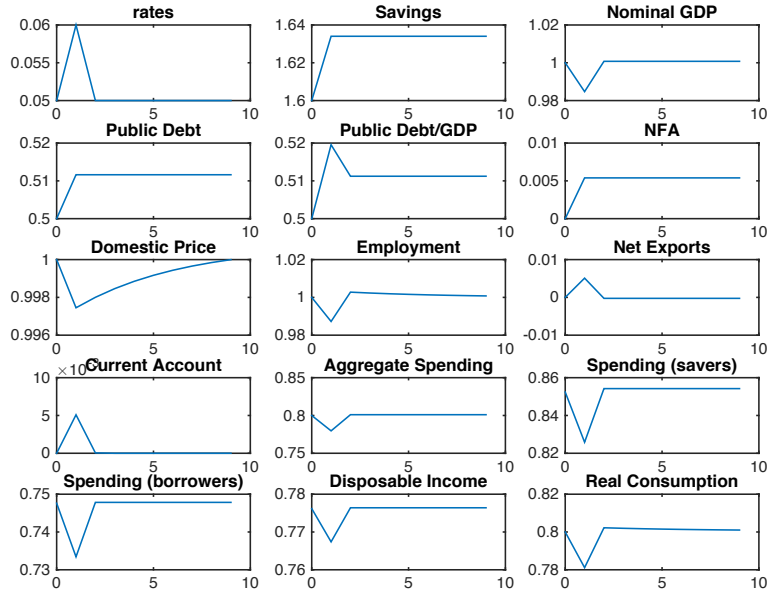 rates
0.06
0.055
0.05
0 5 10
Savings
1.64
1.62
1.6
0 5 10
Nominal GDP
1.02
1
0.98
0 5 10
Public Debt
0.52
0.51
0.5
0 5 10
Public Debt/GDP
0.52
0.51
0.5
0 5 10
NFA
0.01
0.005
0
0 5 10
Domestic Price
1
0.998
0.996
0 5 10
Employment
1.02
1
0.98
0 5 10
Net Exports
0.01
0
-0.01
0 5 10
× 10⁻³
Current Account
10
5
0
0 5 10
Aggregate Spending
0.85
0.8
0.75
0 5 10
Spending (savers)
0.86
0.84
0.82
0 5 10
Spending (borrowers)
0.75
0.74
0.73
0 5 10
Disposable Income
0.78
0.77
0.76
0 5 10
Real Consumption
0.82
0.8
0.78
0 5 10